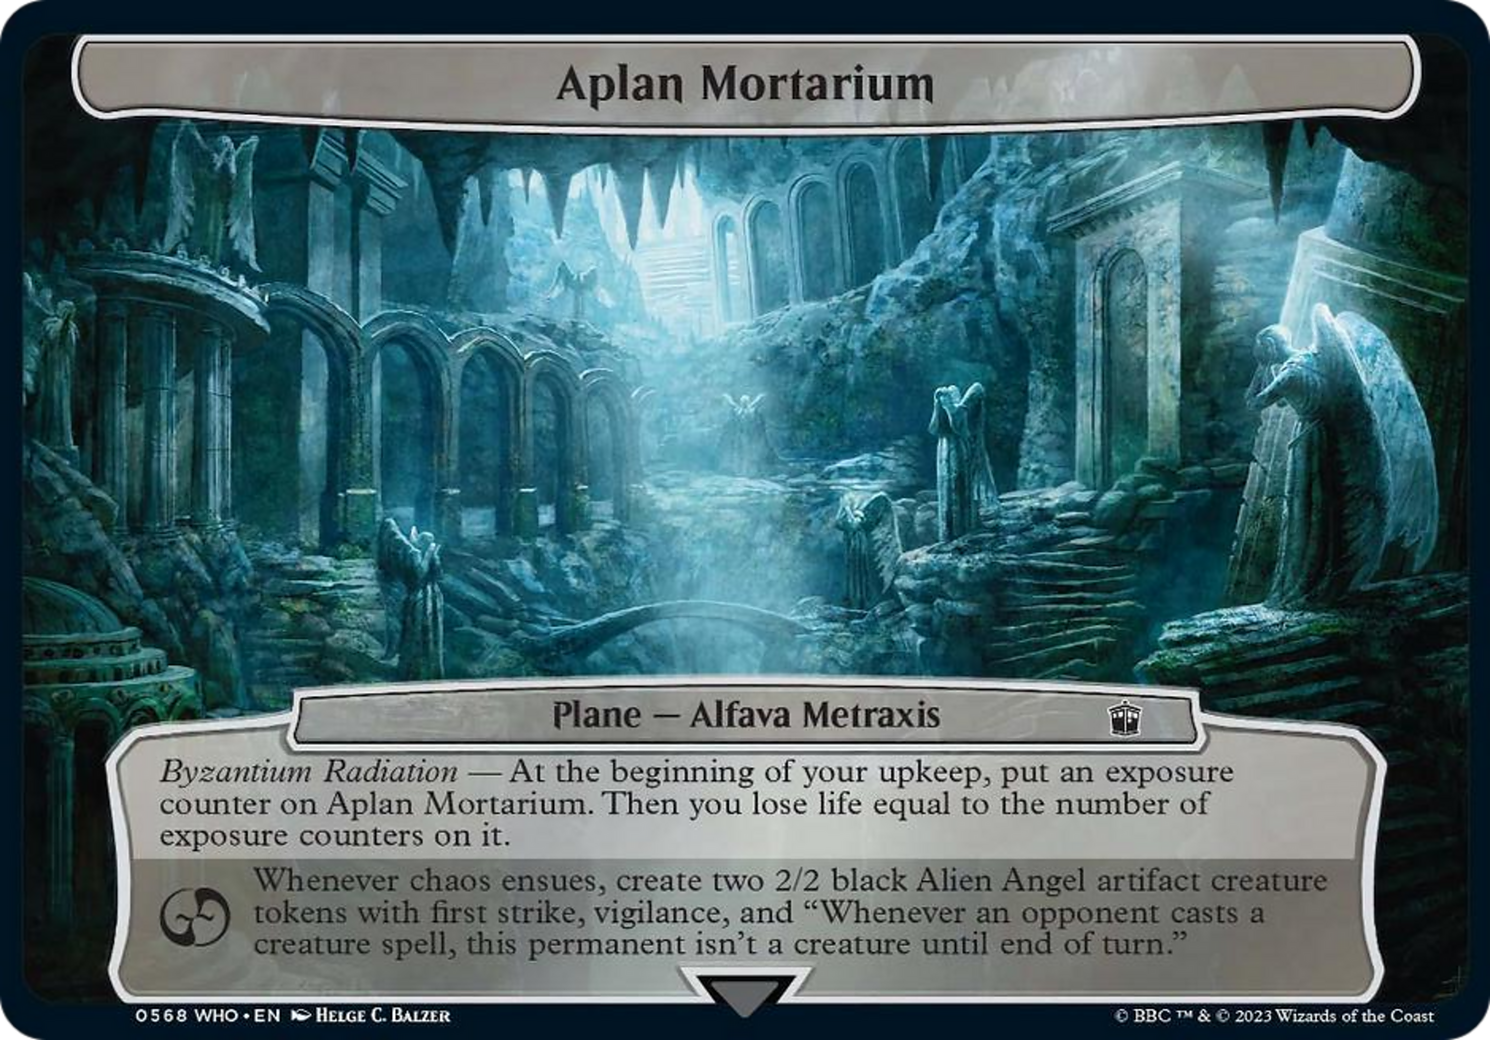 Aplan Mortarium
Plane — Alfava Metraxis
Byzantium Radiation — At the beginning of your upkeep, put an exposure
counter on Aplan Mortarium. Then you lose life equal to the number of
exposure counters on it.
Whenever chaos ensues, create two 2/2 black Alien Angel artifact creature
tokens with first strike, vigilance, and “Whenever an opponent casts a
creature spell, this permanent isn’t a creature until end of turn.”
0568 WHO • EN HELGE C. BALZER
© BBC ™ & © 2023 Wizards of the Coast